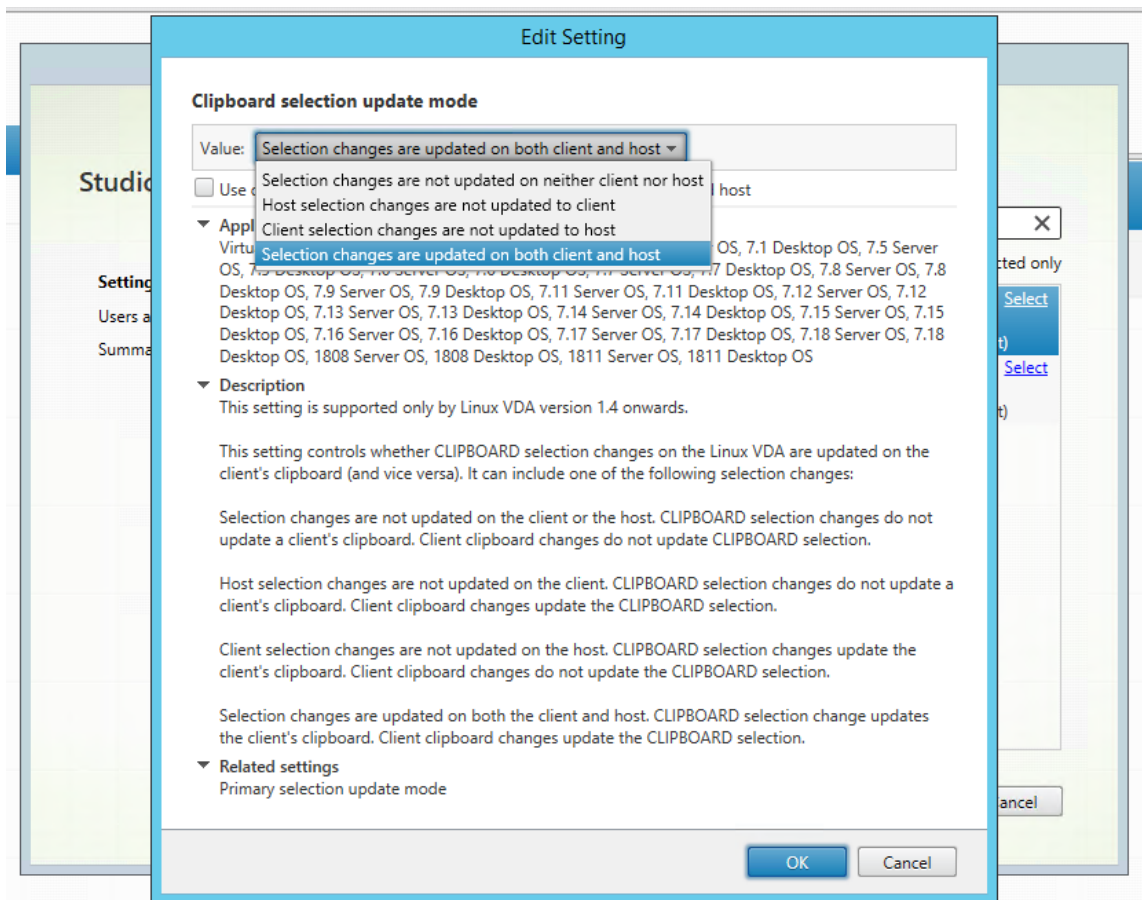 Edit Setting
Clipboard selection update mode
Value: Selection changes are updated on both client and host
Selection changes are not updated on neither client nor host
Host selection changes are not updated to client
Client selection changes are not updated to host
Selection changes are updated on both client and host
Use host
Appl
Virtu OS, 7.1 Desktop OS, 7.5 Server
OS, 7.7 Desktop OS, 7.8 Server OS, 7.8
Desktop OS, 7.9 Server OS, 7.9 Desktop OS, 7.11 Server OS, 7.11 Desktop OS, 7.12 Server OS, 7.12
Desktop OS, 7.13 Server OS, 7.13 Desktop OS, 7.14 Server OS, 7.14 Desktop OS, 7.15 Server OS, 7.15
Desktop OS, 7.16 Server OS, 7.16 Desktop OS, 7.17 Server OS, 7.17 Desktop OS, 7.18 Server OS, 7.18
Desktop OS, 1808 Server OS, 1808 Desktop OS, 1811 Server OS, 1811 Desktop OS
Description
This setting is supported only by Linux VDA version 1.4 onwards.
This setting controls whether CLIPBOARD selection changes on the Linux VDA are updated on the
client's clipboard (and vice versa). It can include one of the following selection changes:
Selection changes are not updated on the client or the host. CLIPBOARD selection changes do not
update a client's clipboard. Client clipboard changes do not update CLIPBOARD selection.
Host selection changes are not updated on the client. CLIPBOARD selection changes do not update a
client's clipboard. Client clipboard changes update the CLIPBOARD selection.
Client selection changes are not updated on the host. CLIPBOARD selection changes update the
client's clipboard. Client clipboard changes do not update the CLIPBOARD selection.
Selection changes are updated on both the client and host. CLIPBOARD selection change updates
the client's clipboard. Client clipboard changes update the CLIPBOARD selection.
Related settings
Primary selection update mode
OK Cancel
Studio
Setting
Users a
Summa
cted only
Select
t)
Select
t)
ancel